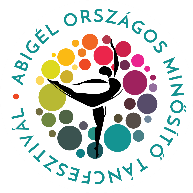 ABIGÉL ORSZÁGOS MINŐSÍTŐ TÁNCFESZTIVÁL •